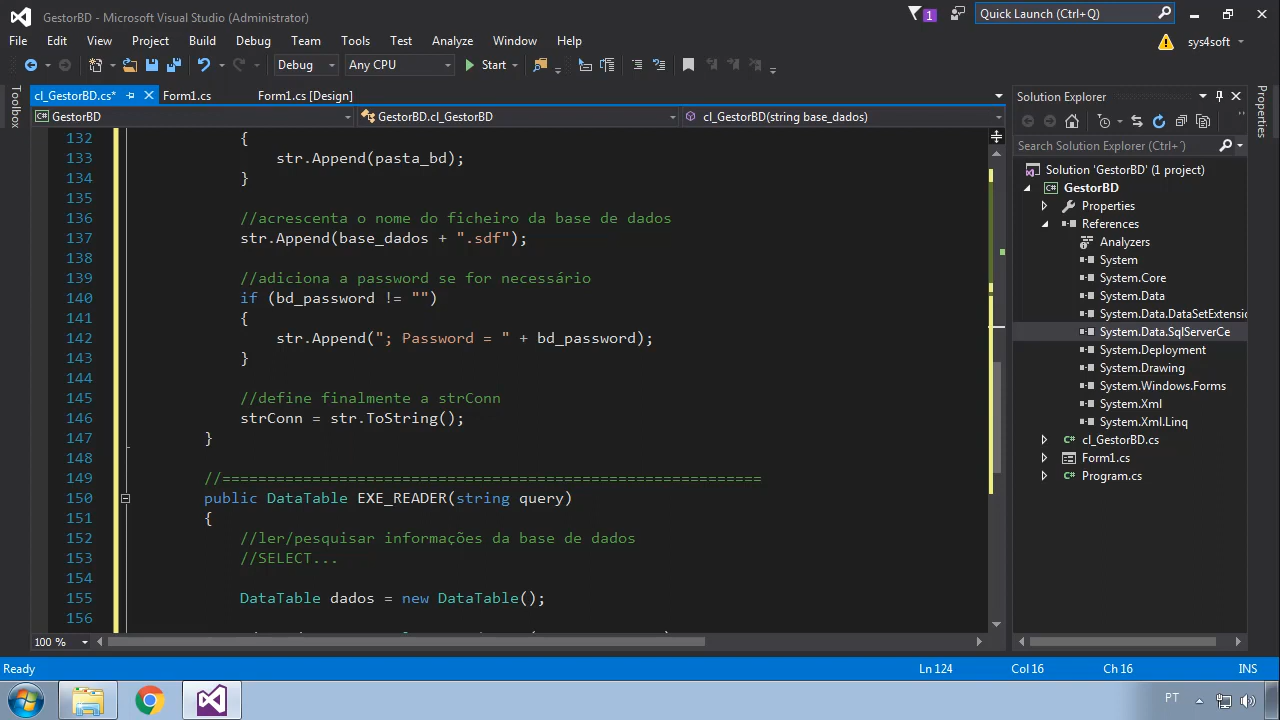 GestorBD - Microsoft Visual Studio (Administrator)
1
Quick Launch (Ctrl+Q)
File Edit View Project Build Debug Team Tools Test Analyze Window Help
sys4soft
Debug
Any CPU
Start
Toolbox
cl_GestorBD.cs*
Form1.cs
Form1.cs [Design]
GestorBD
GestorBD.cl_GestorBD
cl_GestorBD(string base_dados)
132 {
133 str.Append(pasta_bd);
134 }
135
136 //acrescenta o nome do ficheiro da base de dados
137 str.Append(base_dados + ".sdf");
138
139 //adiciona a password se for necessário
140 if (bd_password != "")
141 {
142 str.Append("; Password = " + bd_password);
143 }
144
145 //define finalmente a strConn
146 strConn = str.ToString();
147 }
148
149 //============================================================
150 public DataTable EXE_READER(string query)
151 {
152 //ler/pesquisar informações da base de dados
153 //SELECT...
154
155 DataTable dados = new DataTable();
156
100 %
Solution Explorer
Search Solution Explorer (Ctrl+´)
Solution 'GestorBD' (1 project)
GestorBD
Properties
References
Analyzers
System
System.Core
System.Data
System.Data.DataSetExtensio
System.Data.SqlServerCe
System.Deployment
System.Drawing
System.Windows.Forms
System.Xml
System.Xml.Linq
cl_GestorBD.cs
Form1.cs
Program.cs
Properties
Ready
Ln 124
Col 16
Ch 16
INS
PT